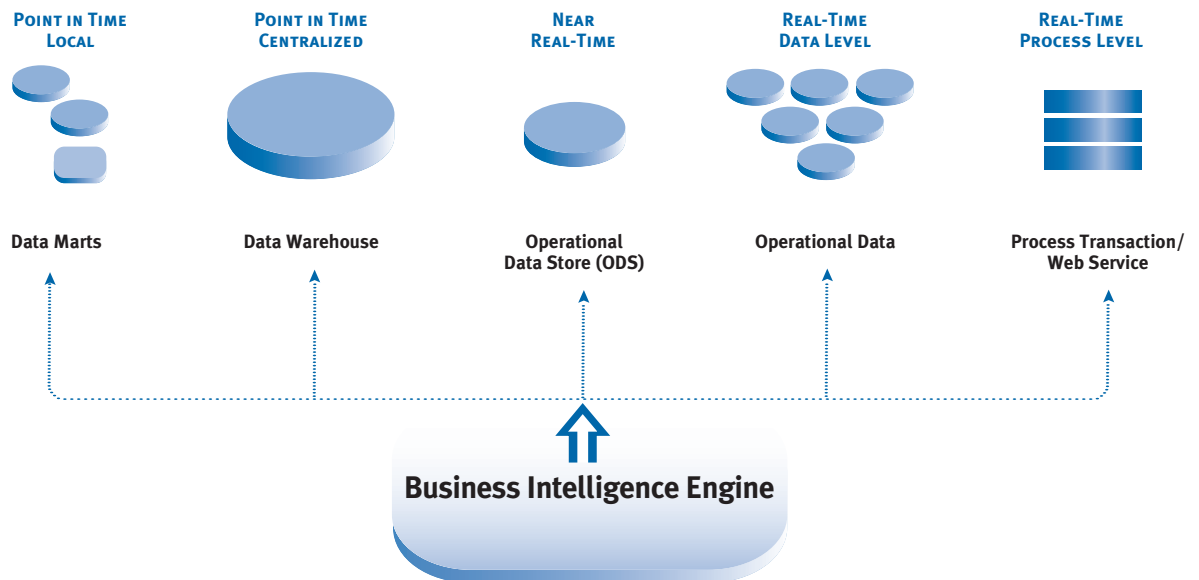 POINT IN TIME
LOCAL
POINT IN TIME
CENTRALIZED
NEAR
REAL-TIME
REAL-TIME
DATA LEVEL
REAL-TIME
PROCESS LEVEL
Data Marts
Data Warehouse
Operational
Data Store (ODS)
Operational Data
Process Transaction/
Web Service
Business Intelligence Engine